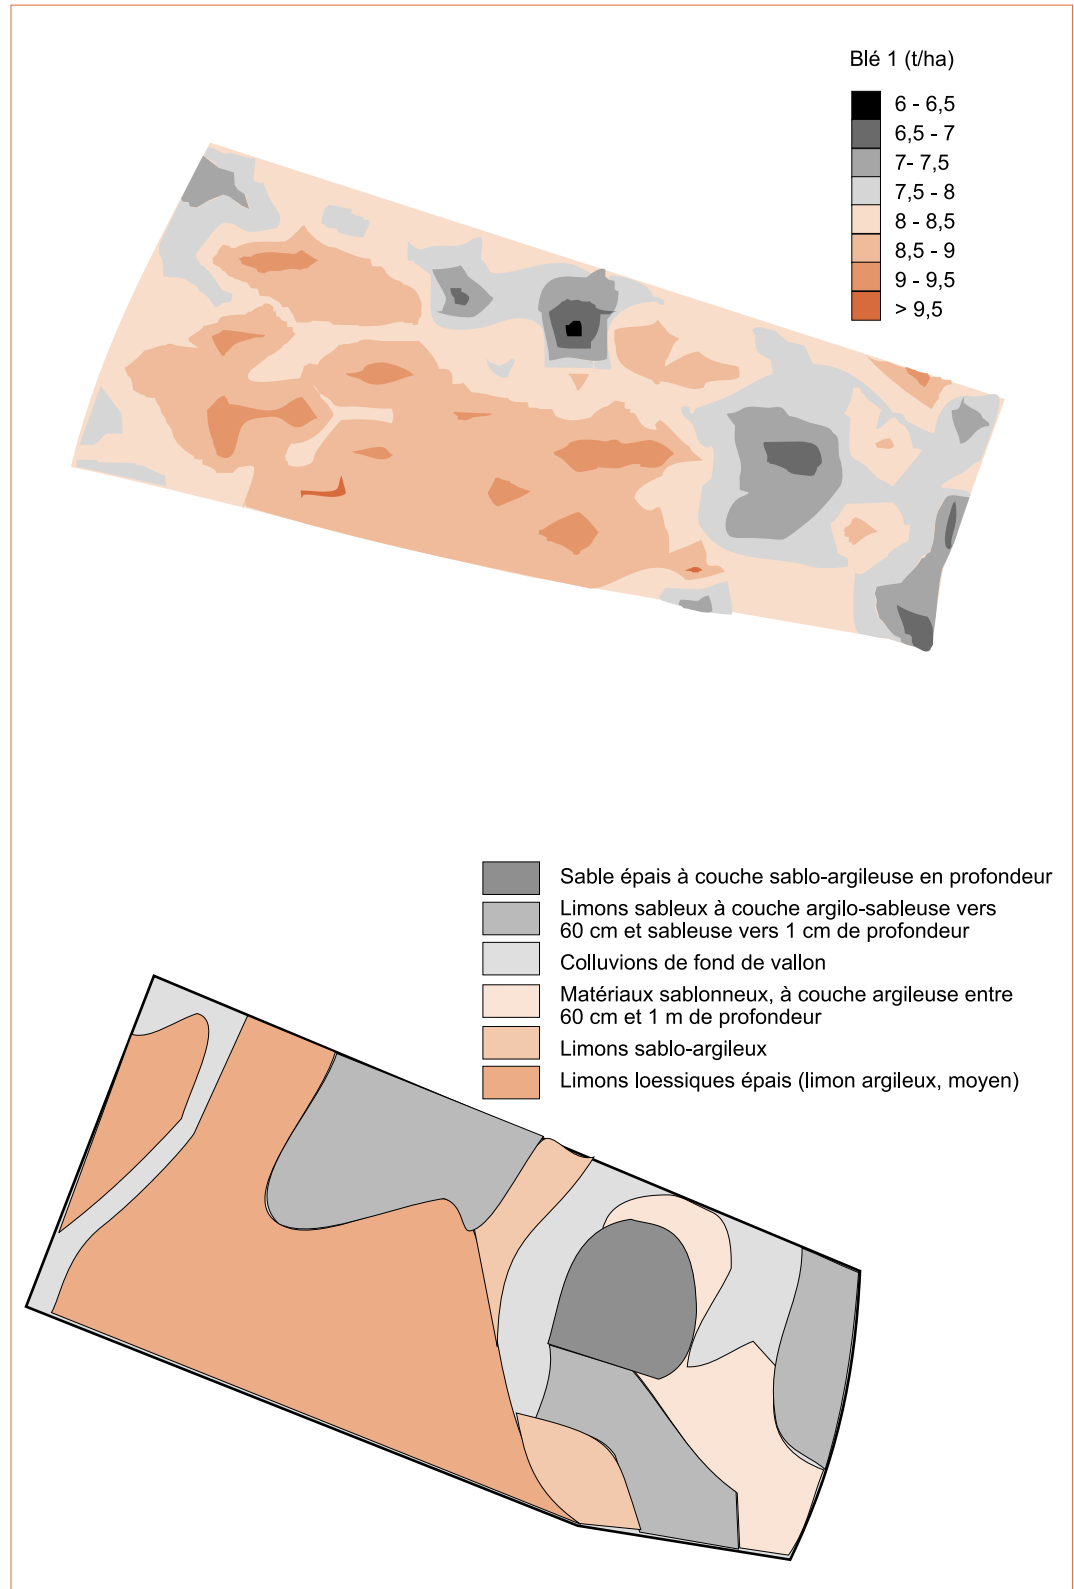 Blé 1 (t/ha)
6 - 6,5
6,5 - 7
7- 7,5
7,5 - 8
8 - 8,5
8,5 - 9
9 - 9,5
> 9,5
Sable épais à couche sablo-argileuse en profondeur
Limons sableux à couche argilo-sableuse vers
60 cm et sableuse vers 1 cm de profondeur
Colluvions de fond de vallon
Matériaux sablonneux, à couche argileuse entre
60 cm et 1 m de profondeur
Limons sablo-argileux
Limons loessiques épais (limon argileux, moyen)